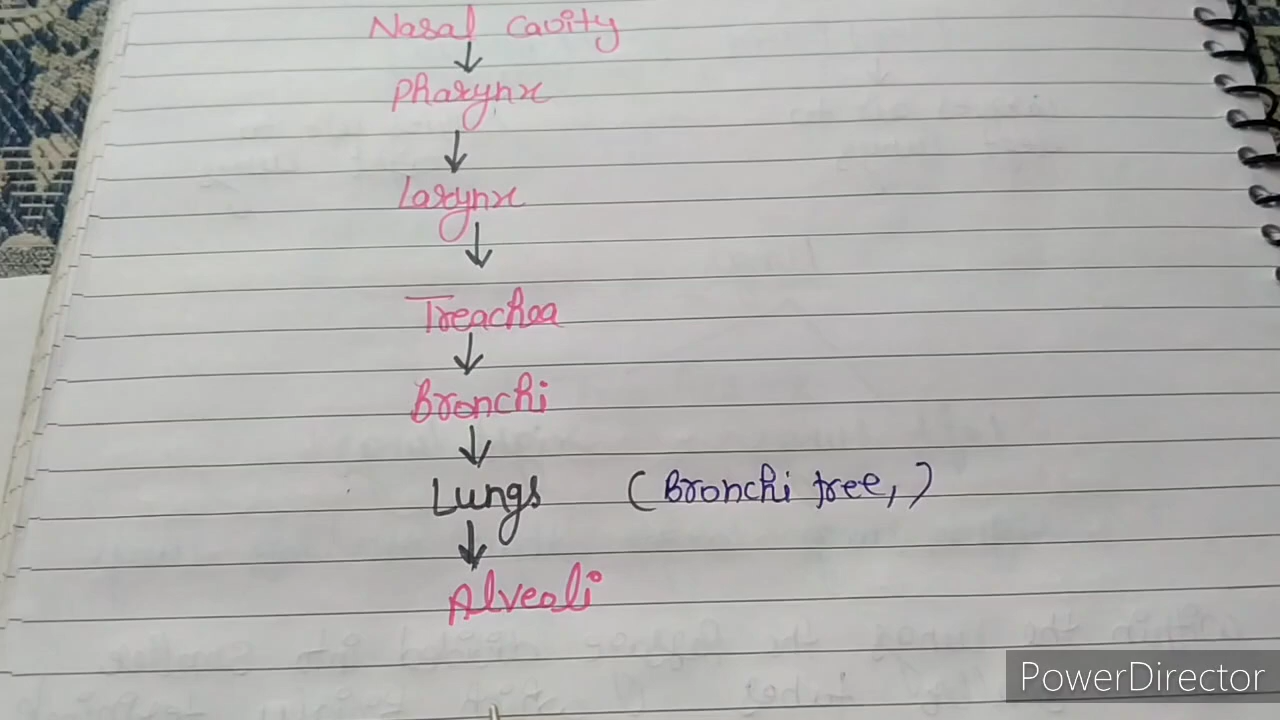 Nasal Cavity
↓
Pharynx
↓
Larynx
↓
Treachea
↓
Bronchi
↓
Lungs (Bronchi tree,)
↓
Alveoli
PowerDirector